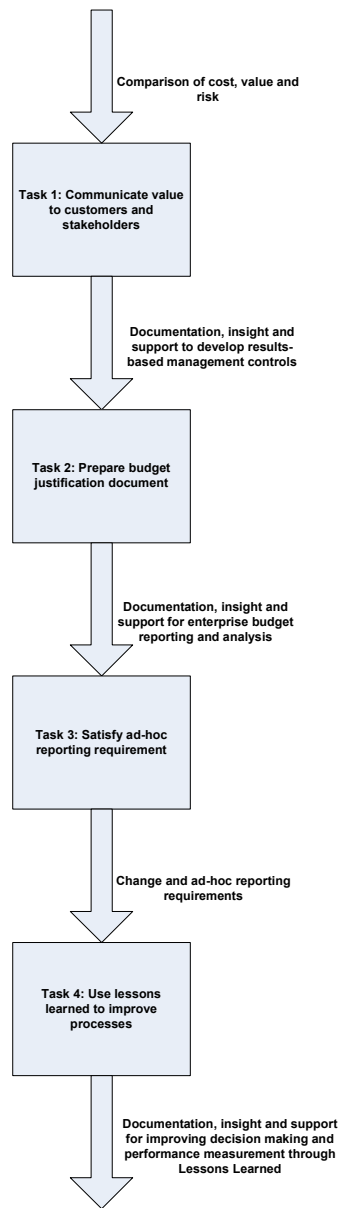 Comparison of cost, value and
risk
Task 1: Communicate value
to customers and
stakeholders
Documentation, insight and
support to develop results-
based management controls
Task 2: Prepare budget
justification document
Documentation, insight and
support for enterprise budget
reporting and analysis
Task 3: Satisfy ad-hoc
reporting requirement
Change and ad-hoc reporting
requirements
Task 4: Use lessons
learned to improve
processes
Documentation, insight and support
for improving decision making and
performance measurement through
Lessons Learned